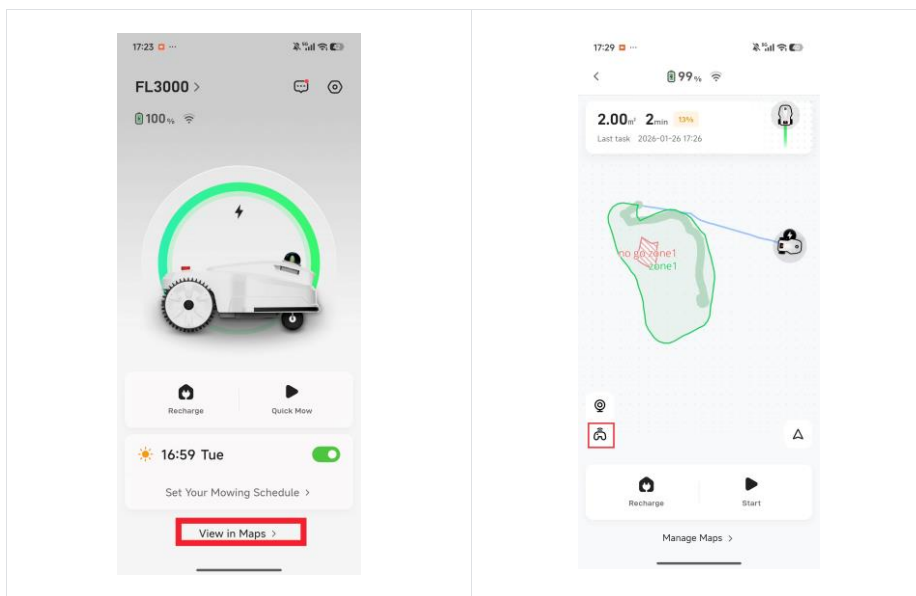 17:23 ...
5G
FL3000 >
100 %
Recharge
Quick Mow
16:59 Tue
Set Your Mowing Schedule >
View in Maps >
17:29 ...
5G
99 %
2.00m² 2min 13%
Last task 2026-01-26 17:26
no go zone1
zone1
Recharge
Start
Manage Maps >